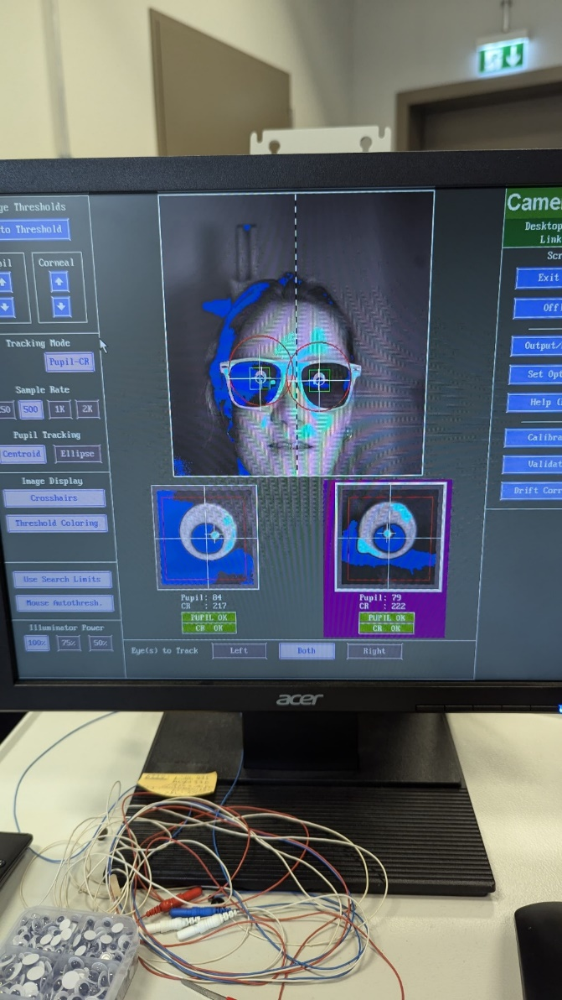 ge Thresholds
to Threshold
il
Corneal
Tracking Mode
Pupil-CR
Sample Rate
50
500
1K
2K
Pupil Tracking
Centroid
Ellipse
Image Display
Crosshairs
Threshold Coloring
Use Search Limits
Mouse Autothresh.
Illuminator Power
100%
75%
50%
Pupil: 84
CR : 217
PUPIL OK
CR OK
Pupil: 79
CR : 222
PUPIL OK
CR OK
Eye(s) to Track
Left
Both
Right
Came
Desktop
Link
Exit
Off
Output/
Set Opt
Help (
Calibra
Validat
Drift Corr
acer